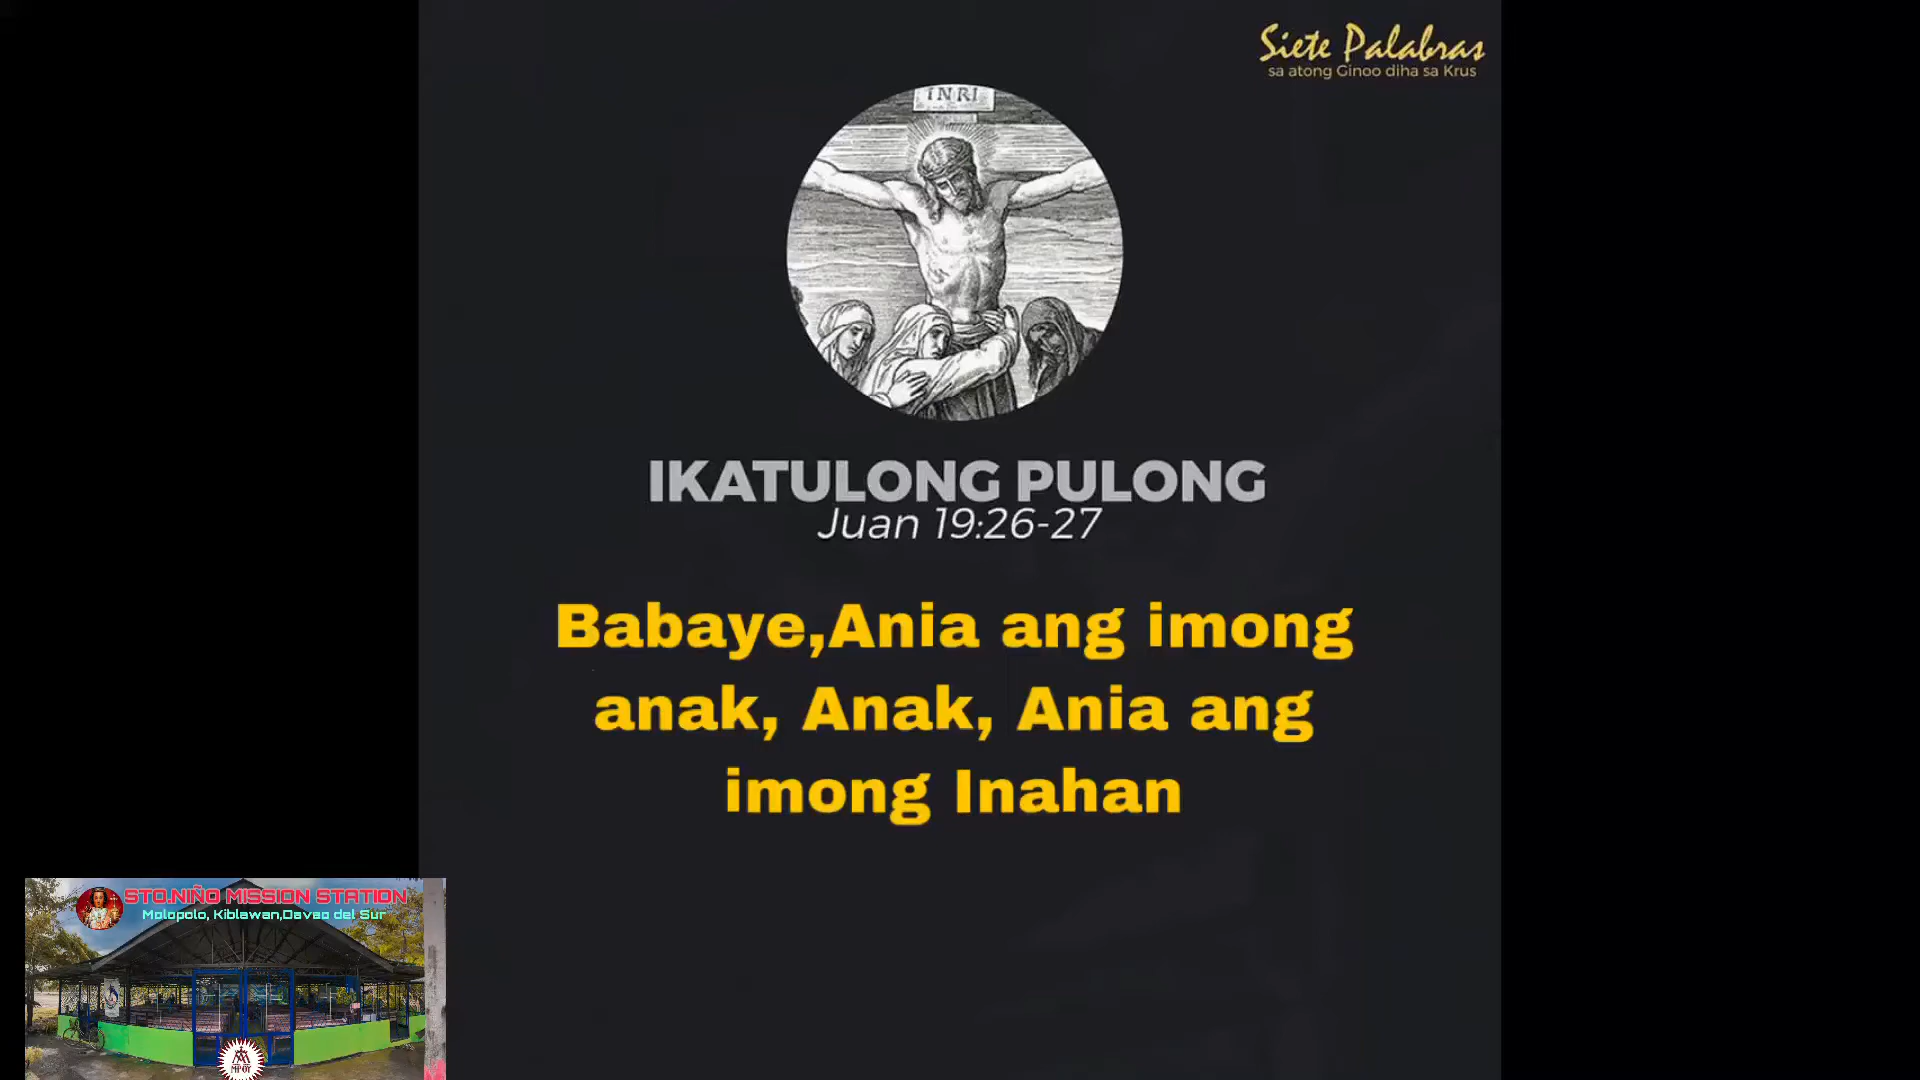 Siete Palabras
sa atong Ginoo diha sa Krus
INRI
IKATULONG PULONG
Juan 19:26-27
Babaye,Ania ang imong
anak, Anak, Ania ang
imong Inahan
STO.NIÑO MISSION STATION
Molopolo, Kiblawan,Davao del Sur